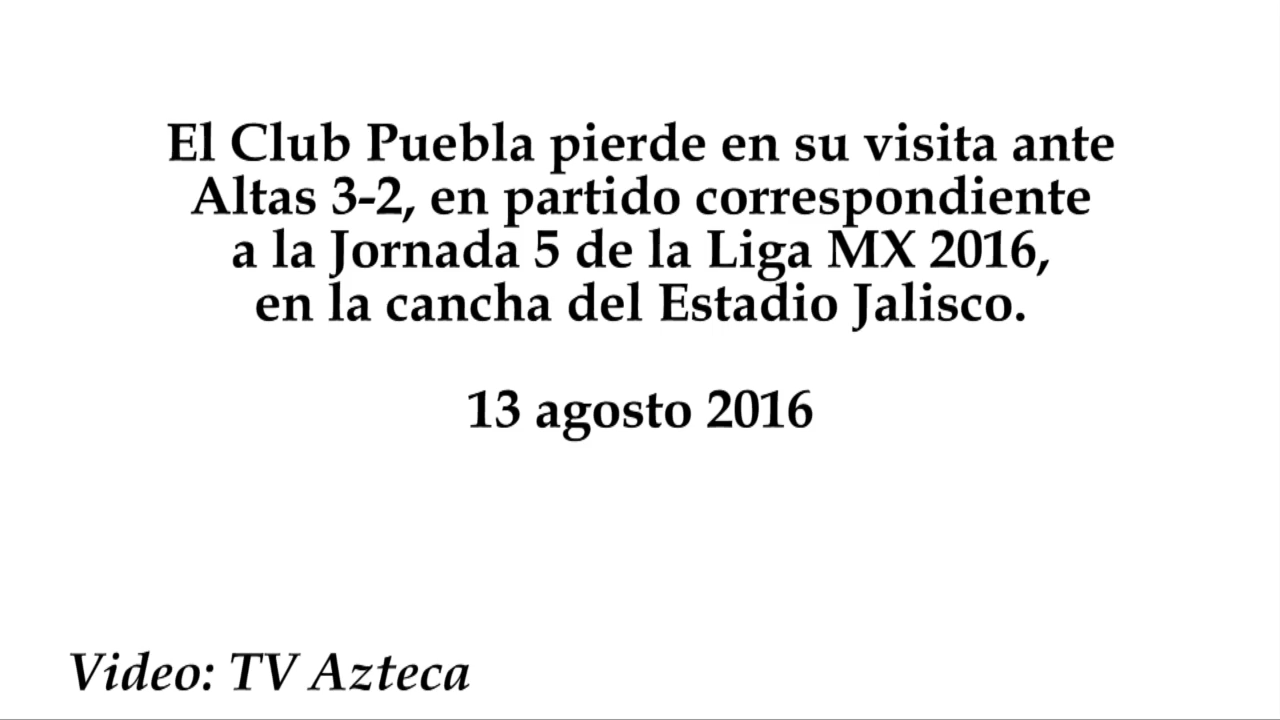 El Club Puebla pierde en su visita ante
Altas 3-2, en partido correspondiente
a la Jornada 5 de la Liga MX 2016,
en la cancha del Estadio Jalisco.
13 agosto 2016
Video: TV Azteca